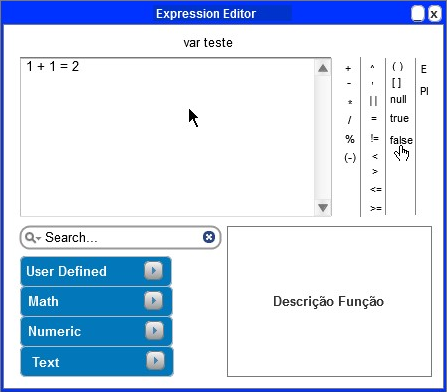 Expression Editor
x
var teste
1 + 1 = 2
+
-
*
/
%
(-)
^
,
||
=
!=
<
>
<=
>=
( )
[ ]
null
true
false
E
PI
Search...
User Defined
Math
Numeric
Text
Descrição Função